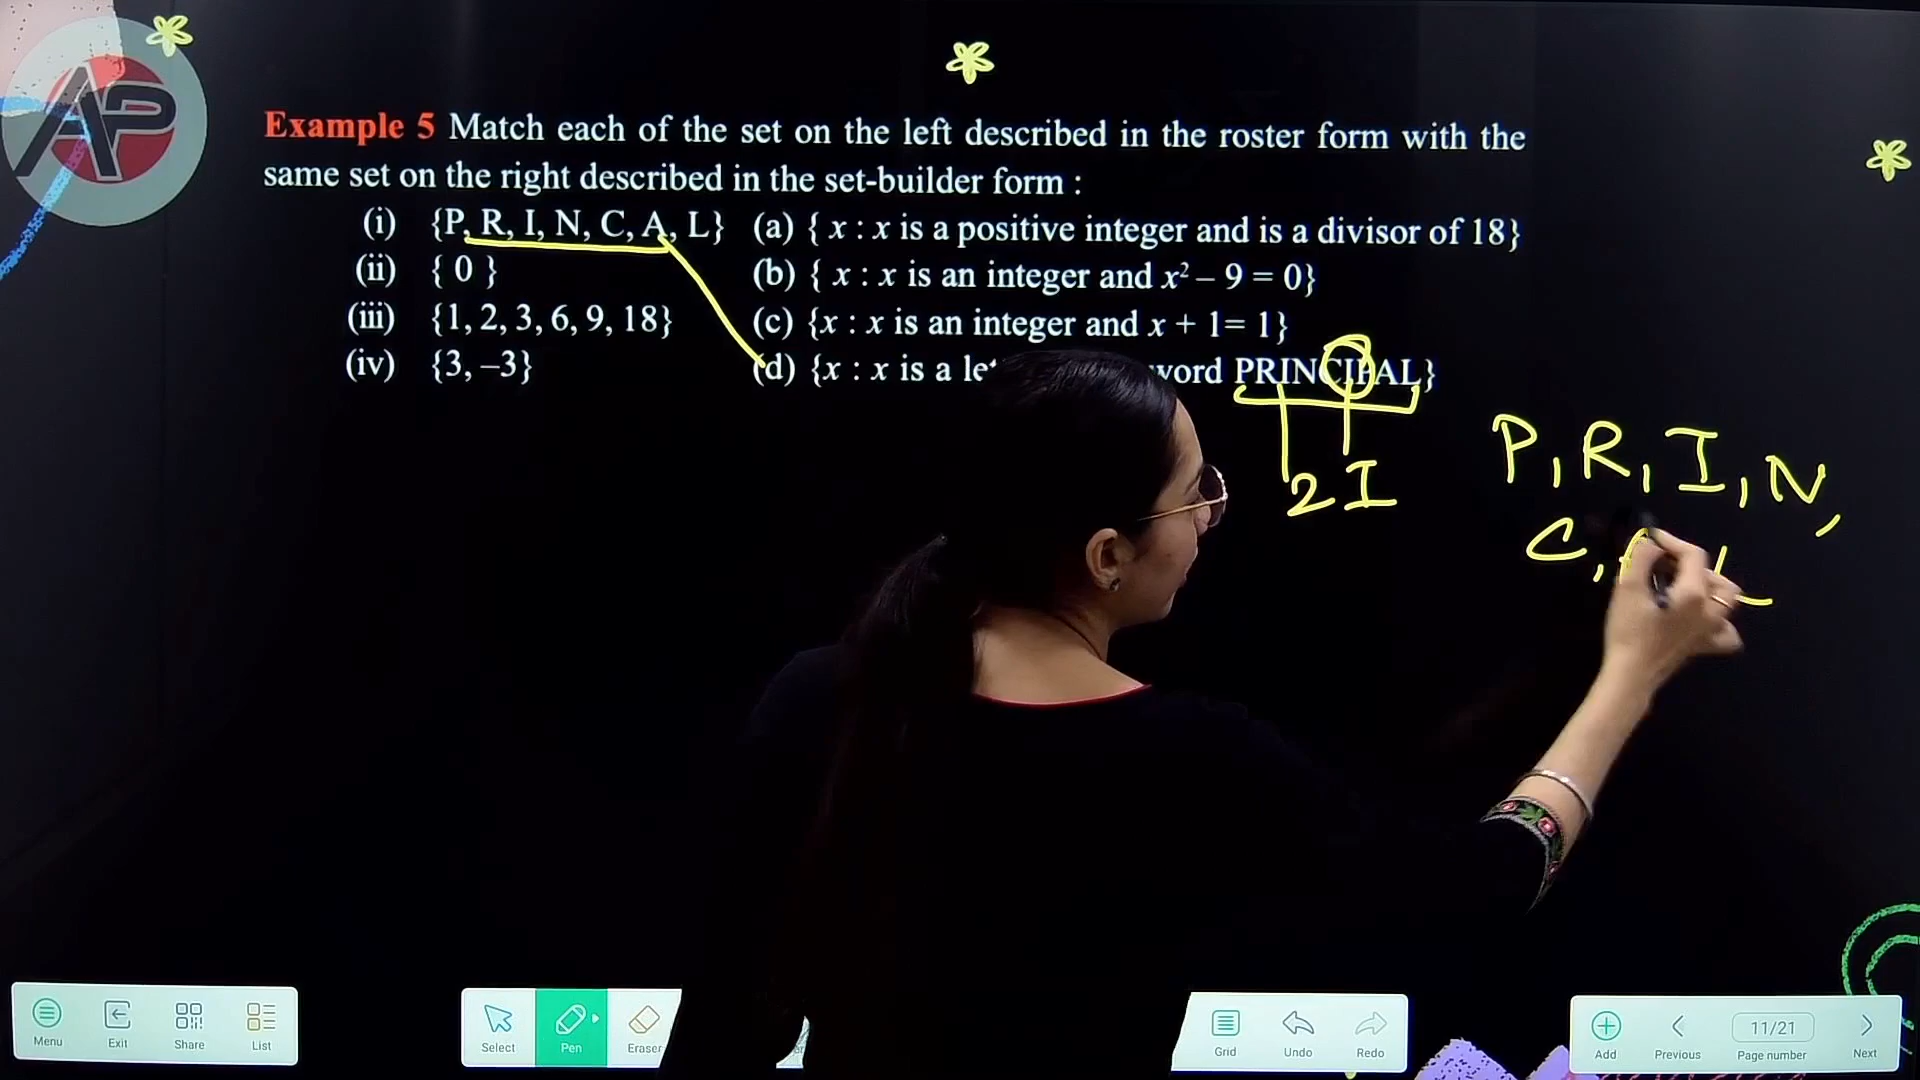 AP
Example 5 Match each of the set on the left described in the roster form with the
same set on the right described in the set-builder form :
(i) {P, R, I, N, C, A, L} (a) { x : x is a positive integer and is a divisor of 18}
(ii) { 0 } (b) { x : x is an integer and x² – 9 = 0}
(iii) {1, 2, 3, 6, 9, 18} (c) {x : x is an integer and x + 1= 1}
(iv) {3, –3} (d) {x : x is a word PRINCIPAL}
2 I
P, R, I, N,
C, L
Menu Exit Share List Select Pen Eraser Grid Undo Redo Add Previous 11/21 Page number Next